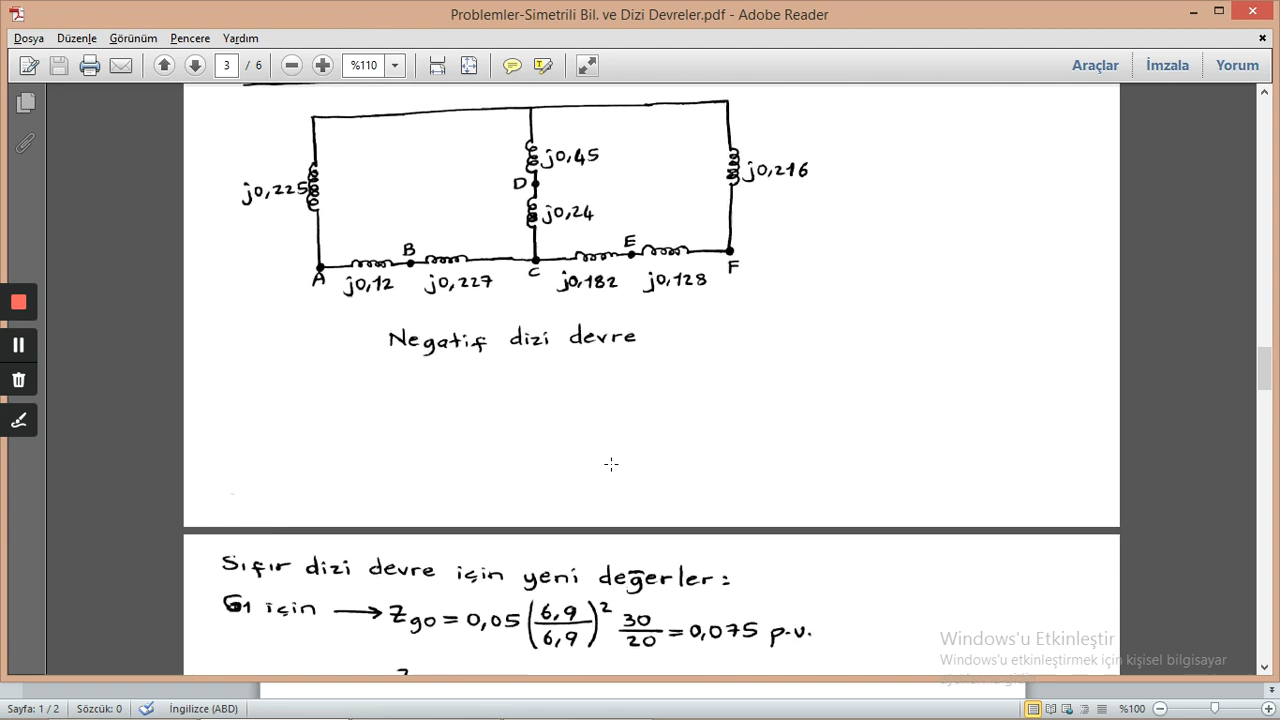 Problemler-Simetrili Bil. ve Dizi Devreler.pdf - Adobe Reader
Dosya Düzenle Görünüm Pencere Yardım
3 / 6 %110 Araçlar İmzala Yorum
j0,45
j0,225 D j0,216
j0,24
B E
A C F
j0,12 j0,227 j0,182 j0,128
Negatif dizi devre
Sıfır dizi devre için yeni değerler:
G1 için → Zg0 = 0,05 (6,9/6,9)² 30/20 = 0,075 p.u.
Z
Windows'u Etkinleştir
Windows'u etkinleştirmek için kişisel bilgisayar
Sayfa: 1 / 2 Sözcük: 0 İngilizce (ABD) %100